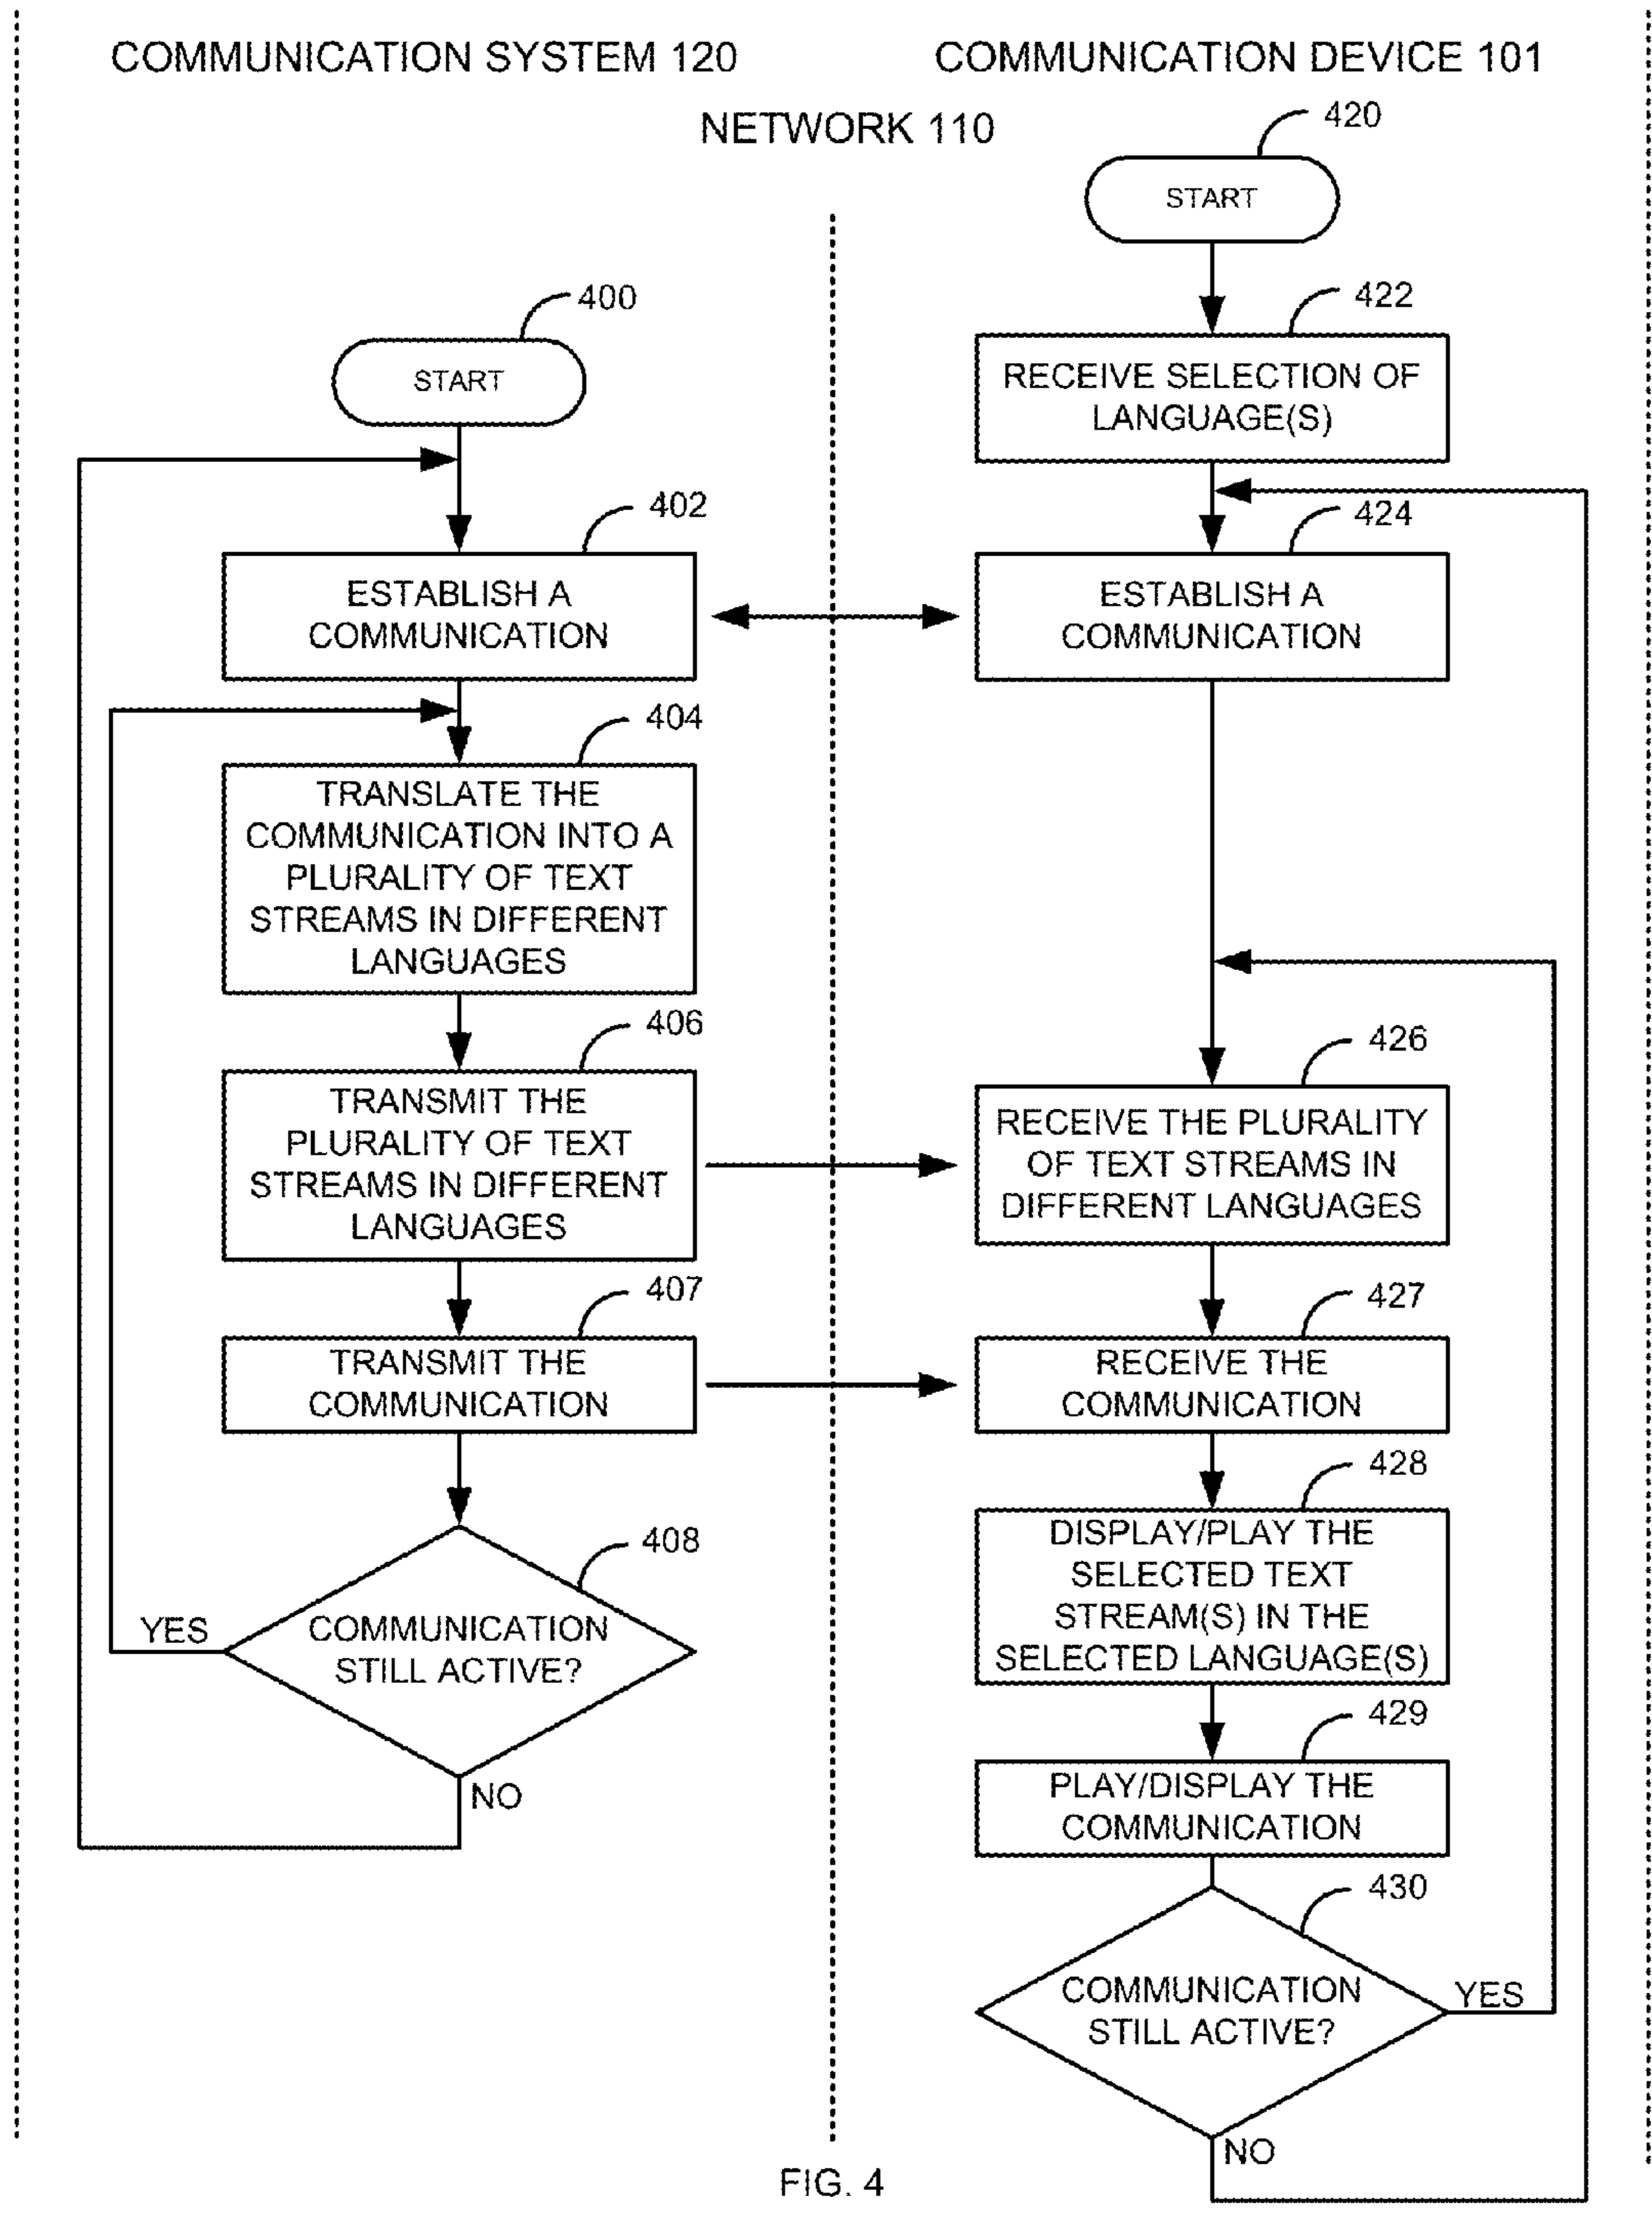 COMMUNICATION SYSTEM 120
COMMUNICATION DEVICE 101
NETWORK 110
400
START
402
ESTABLISH A
COMMUNICATION
404
TRANSLATE THE
COMMUNICATION INTO A
PLURALITY OF TEXT
STREAMS IN DIFFERENT
LANGUAGES
406
TRANSMIT THE
PLURALITY OF TEXT
STREAMS IN DIFFERENT
LANGUAGES
407
TRANSMIT THE
COMMUNICATION
408
COMMUNICATION
STILL ACTIVE?
YES
NO
420
START
422
RECEIVE SELECTION OF
LANGUAGE(S)
424
ESTABLISH A
COMMUNICATION
426
RECEIVE THE PLURALITY
OF TEXT STREAMS IN
DIFFERENT LANGUAGES
427
RECEIVE THE
COMMUNICATION
428
DISPLAY/PLAY THE
SELECTED TEXT
STREAM(S) IN THE
SELECTED LANGUAGE(S)
429
PLAY/DISPLAY THE
COMMUNICATION
430
COMMUNICATION
STILL ACTIVE?
YES
NO
FIG. 4